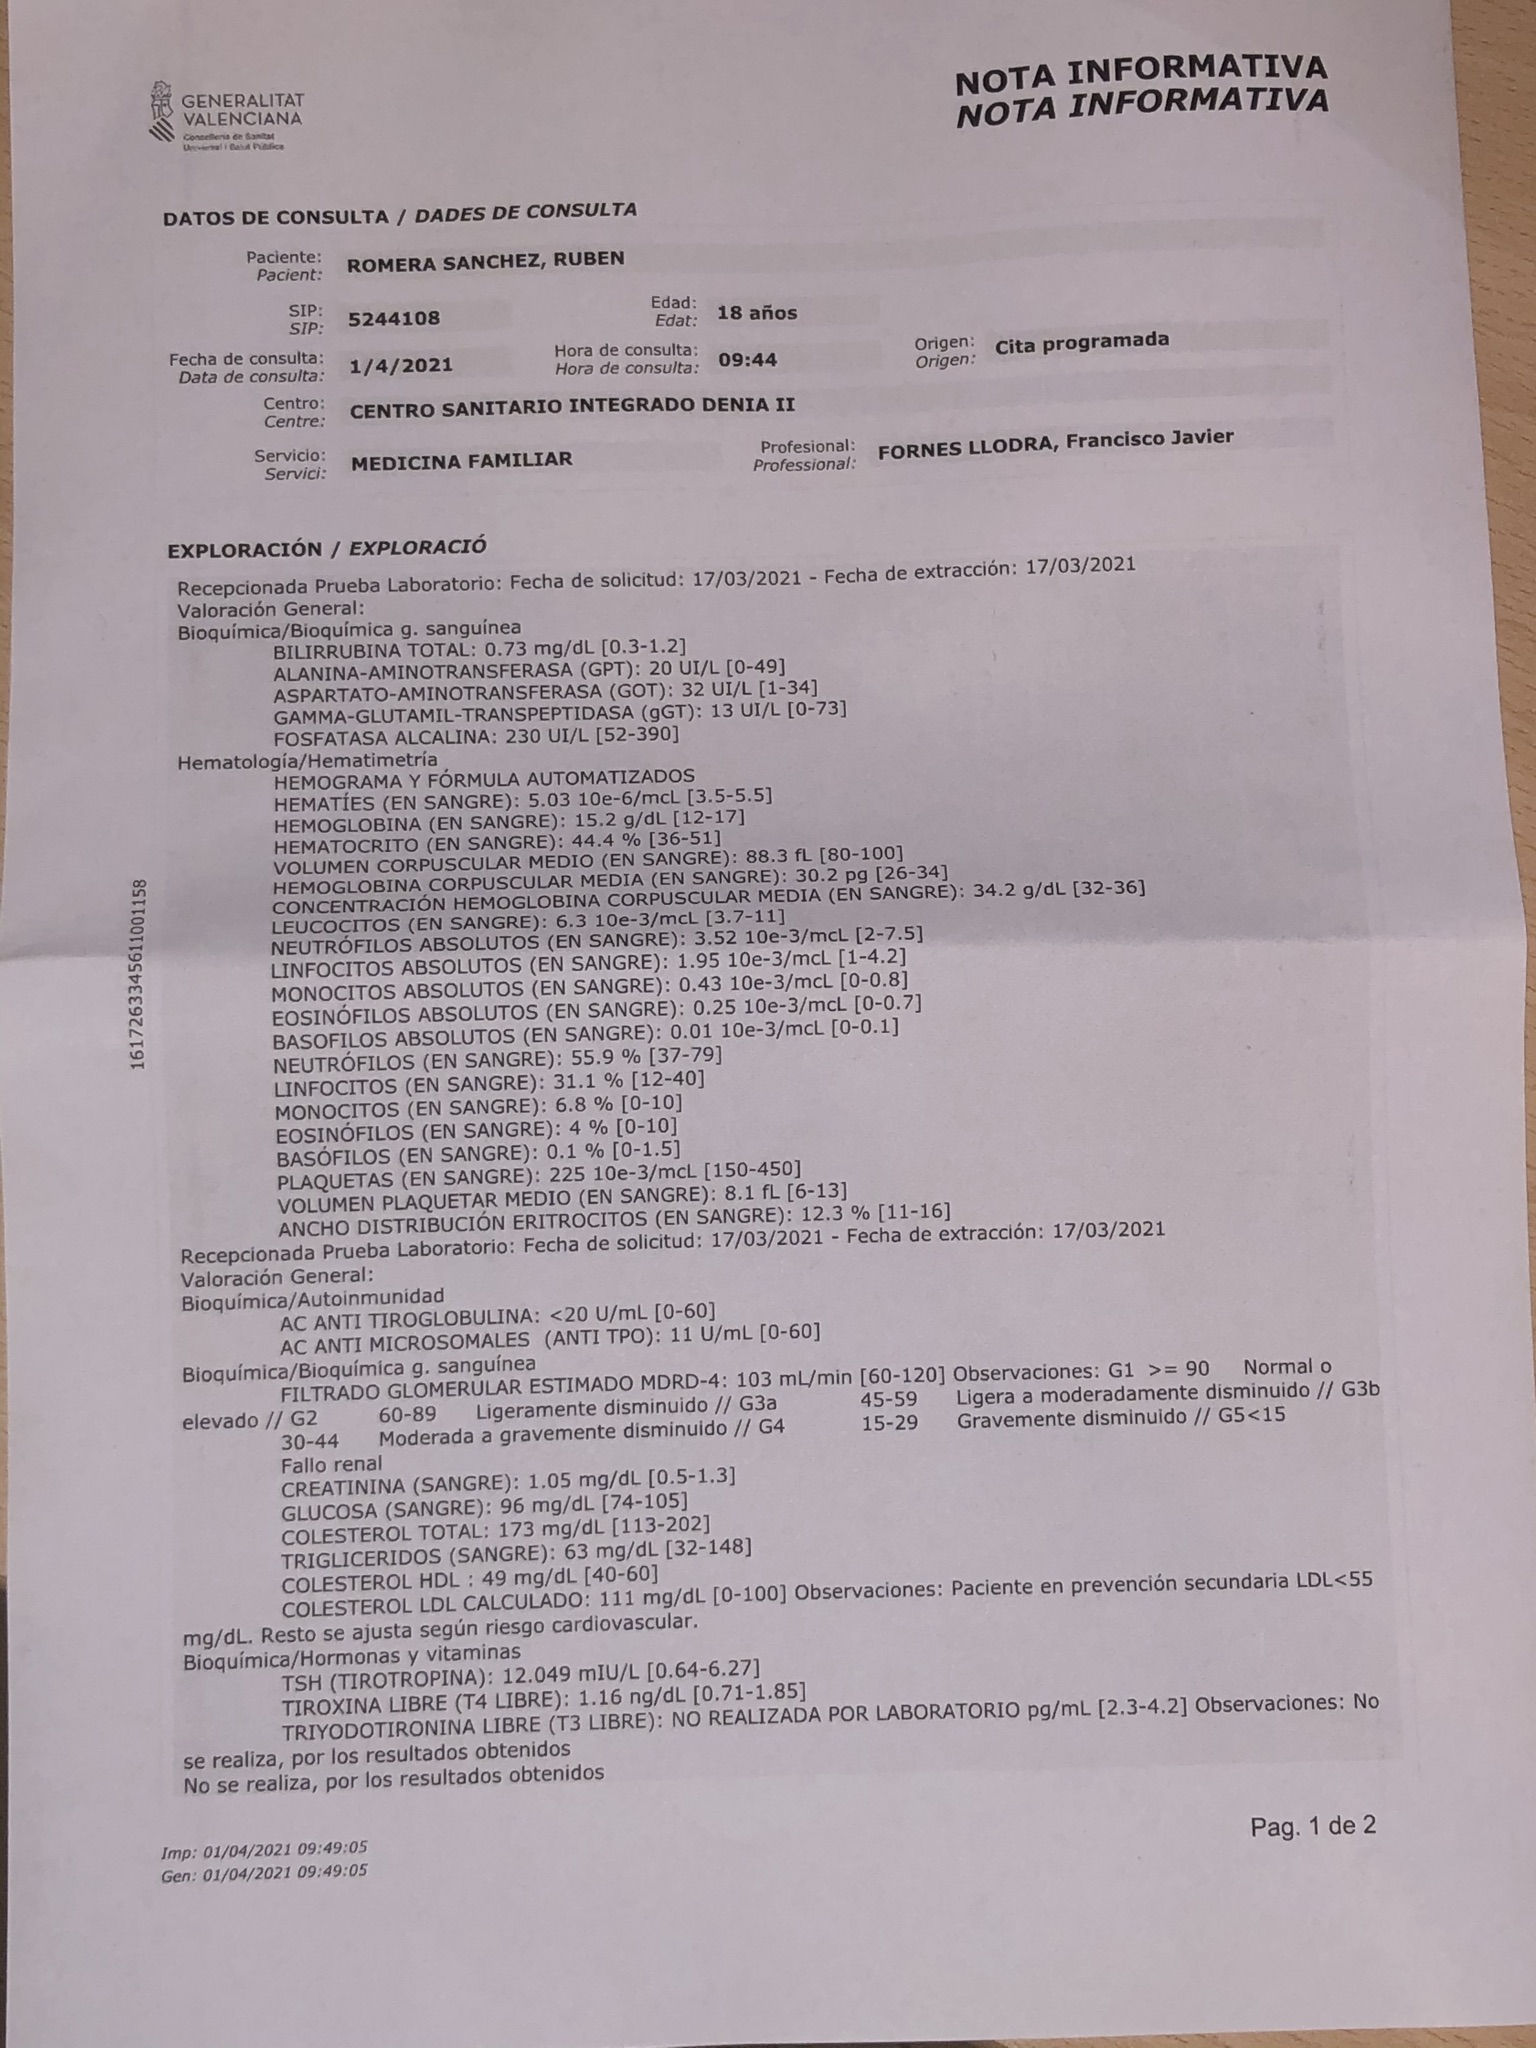 NOTA INFORMATIVA
NOTA INFORMATIVA
GENERALITAT
VALENCIANA
Conselleria de Sanitat
Universal i Salut Pública
DATOS DE CONSULTA / DADES DE CONSULTA
Paciente:
Pacient:
ROMERA SANCHEZ, RUBEN
SIP:
SIP:
5244108
Edad:
Edat:
18 años
Fecha de consulta:
Data de consulta:
1/4/2021
Hora de consulta:
Hora de consulta:
09:44
Origen:
Origen:
Cita programada
Centro:
Centre:
CENTRO SANITARIO INTEGRADO DENIA II
Servicio:
Servici:
MEDICINA FAMILIAR
Profesional:
Professional:
FORNES LLODRA, Francisco Javier
EXPLORACIÓN / EXPLORACIÓ
Recepcionada Prueba Laboratorio: Fecha de solicitud: 17/03/2021 - Fecha de extracción: 17/03/2021
Valoración General:
Bioquímica/Bioquímica g. sanguínea
BILIRRUBINA TOTAL: 0.73 mg/dL [0.3-1.2]
ALANINA-AMINOTRANSFERASA (GPT): 20 UI/L [0-49]
ASPARTATO-AMINOTRANSFERASA (GOT): 32 UI/L [1-34]
GAMMA-GLUTAMIL-TRANSPEPTIDASA (gGT): 13 UI/L [0-73]
FOSFATASA ALCALINA: 230 UI/L [52-390]
Hematología/Hematimetría
HEMOGRAMA Y FÓRMULA AUTOMATIZADOS
HEMATÍES (EN SANGRE): 5.03 10e-6/mcL [3.5-5.5]
HEMOGLOBINA (EN SANGRE): 15.2 g/dL [12-17]
HEMATOCRITO (EN SANGRE): 44.4 % [36-51]
VOLUMEN CORPUSCULAR MEDIO (EN SANGRE): 88.3 fL [80-100]
HEMOGLOBINA CORPUSCULAR MEDIA (EN SANGRE): 30.2 pg [26-34]
CONCENTRACIÓN HEMOGLOBINA CORPUSCULAR MEDIA (EN SANGRE): 34.2 g/dL [32-36]
LEUCOCITOS (EN SANGRE): 6.3 10e-3/mcL [3.7-11]
NEUTRÓFILOS ABSOLUTOS (EN SANGRE): 3.52 10e-3/mcL [2-7.5]
LINFOCITOS ABSOLUTOS (EN SANGRE): 1.95 10e-3/mcL [1-4.2]
MONOCITOS ABSOLUTOS (EN SANGRE): 0.43 10e-3/mcL [0-0.8]
EOSINÓFILOS ABSOLUTOS (EN SANGRE): 0.25 10e-3/mcL [0-0.7]
BASOFILOS ABSOLUTOS (EN SANGRE): 0.01 10e-3/mcL [0-0.1]
NEUTRÓFILOS (EN SANGRE): 55.9 % [37-79]
LINFOCITOS (EN SANGRE): 31.1 % [12-40]
MONOCITOS (EN SANGRE): 6.8 % [0-10]
EOSINÓFILOS (EN SANGRE): 4 % [0-10]
BASÓFILOS (EN SANGRE): 0.1 % [0-1.5]
PLAQUETAS (EN SANGRE): 225 10e-3/mcL [150-450]
VOLUMEN PLAQUETAR MEDIO (EN SANGRE): 8.1 fL [6-13]
ANCHO DISTRIBUCIÓN ERITROCITOS (EN SANGRE): 12.3 % [11-16]
Recepcionada Prueba Laboratorio: Fecha de solicitud: 17/03/2021 - Fecha de extracción: 17/03/2021
Valoración General:
Bioquímica/Autoinmunidad
AC ANTI TIROGLOBULINA: <20 U/mL [0-60]
AC ANTI MICROSOMALES (ANTI TPO): 11 U/mL [0-60]
Bioquímica/Bioquímica g. sanguínea
FILTRADO GLOMERULAR ESTIMADO MDRD-4: 103 mL/min [60-120] Observaciones: G1 >= 90 Normal o
elevado // G2 60-89 Ligeramente disminuido // G3a 45-59 Ligera a moderadamente disminuido // G3b
30-44 Moderada a gravemente disminuido // G4 15-29 Gravemente disminuido // G5<15
Fallo renal
CREATININA (SANGRE): 1.05 mg/dL [0.5-1.3]
GLUCOSA (SANGRE): 96 mg/dL [74-105]
COLESTEROL TOTAL: 173 mg/dL [113-202]
TRIGLICERIDOS (SANGRE): 63 mg/dL [32-148]
COLESTEROL HDL : 49 mg/dL [40-60]
COLESTEROL LDL CALCULADO: 111 mg/dL [0-100] Observaciones: Paciente en prevención secundaria LDL<55
mg/dL. Resto se ajusta según riesgo cardiovascular.
Bioquímica/Hormonas y vitaminas
TSH (TIROTROPINA): 12.049 mIU/L [0.64-6.27]
TIROXINA LIBRE (T4 LIBRE): 1.16 ng/dL [0.71-1.85]
TRIYODOTIRONINA LIBRE (T3 LIBRE): NO REALIZADA POR LABORATORIO pg/mL [2.3-4.2] Observaciones: No
se realiza, por los resultados obtenidos
No se realiza, por los resultados obtenidos
1617263345611001158
Pag. 1 de 2
Imp: 01/04/2021 09:49:05
Gen: 01/04/2021 09:49:05